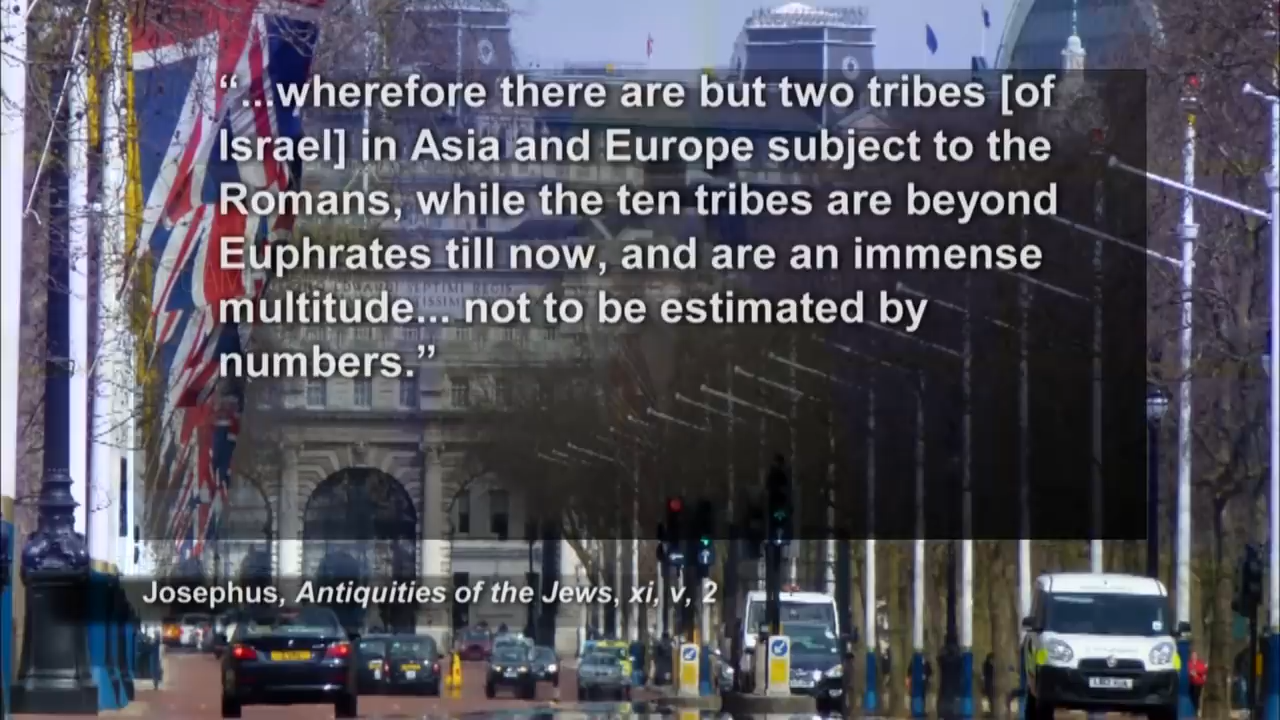 “...wherefore there are but two tribes [of
Israel] in Asia and Europe subject to the
Romans, while the ten tribes are beyond
Euphrates till now, and are an immense
multitude... not to be estimated by
numbers.”
Josephus, Antiquities of the Jews, xi, v, 2